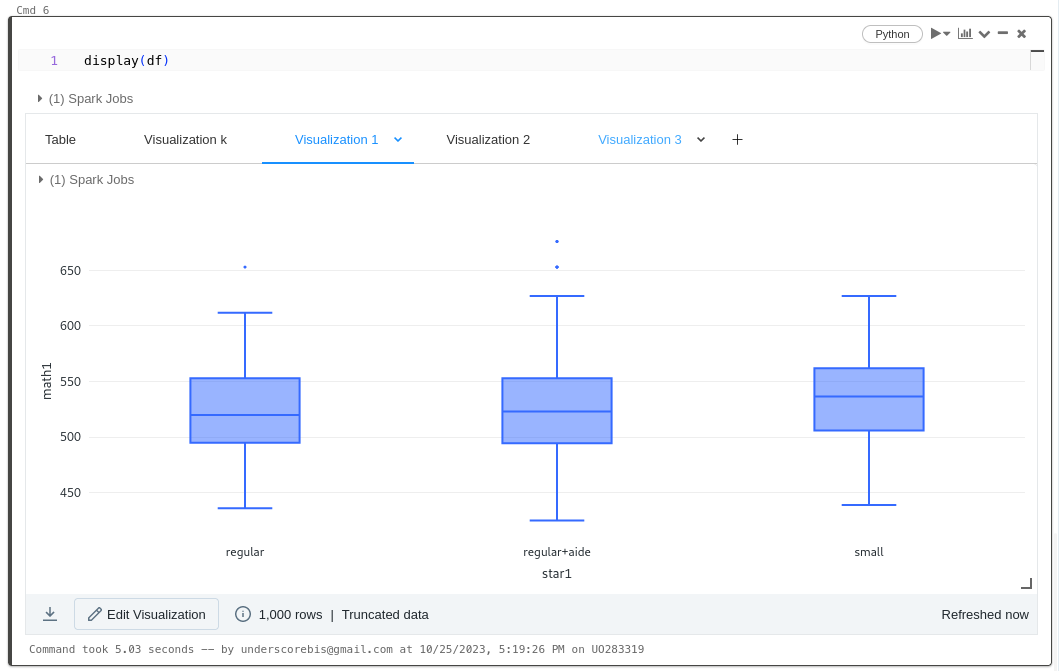 Cmd 6
Python
1 display(df)
(1) Spark Jobs
Table Visualization k Visualization 1 Visualization 2 Visualization 3 +
(1) Spark Jobs
650
600
550
500
450
math1
regular regular+aide small
star1
Edit Visualization 1,000 rows | Truncated data Refreshed now
Command took 5.03 seconds -- by underscorebis@gmail.com at 10/25/2023, 5:19:26 PM on UO283319